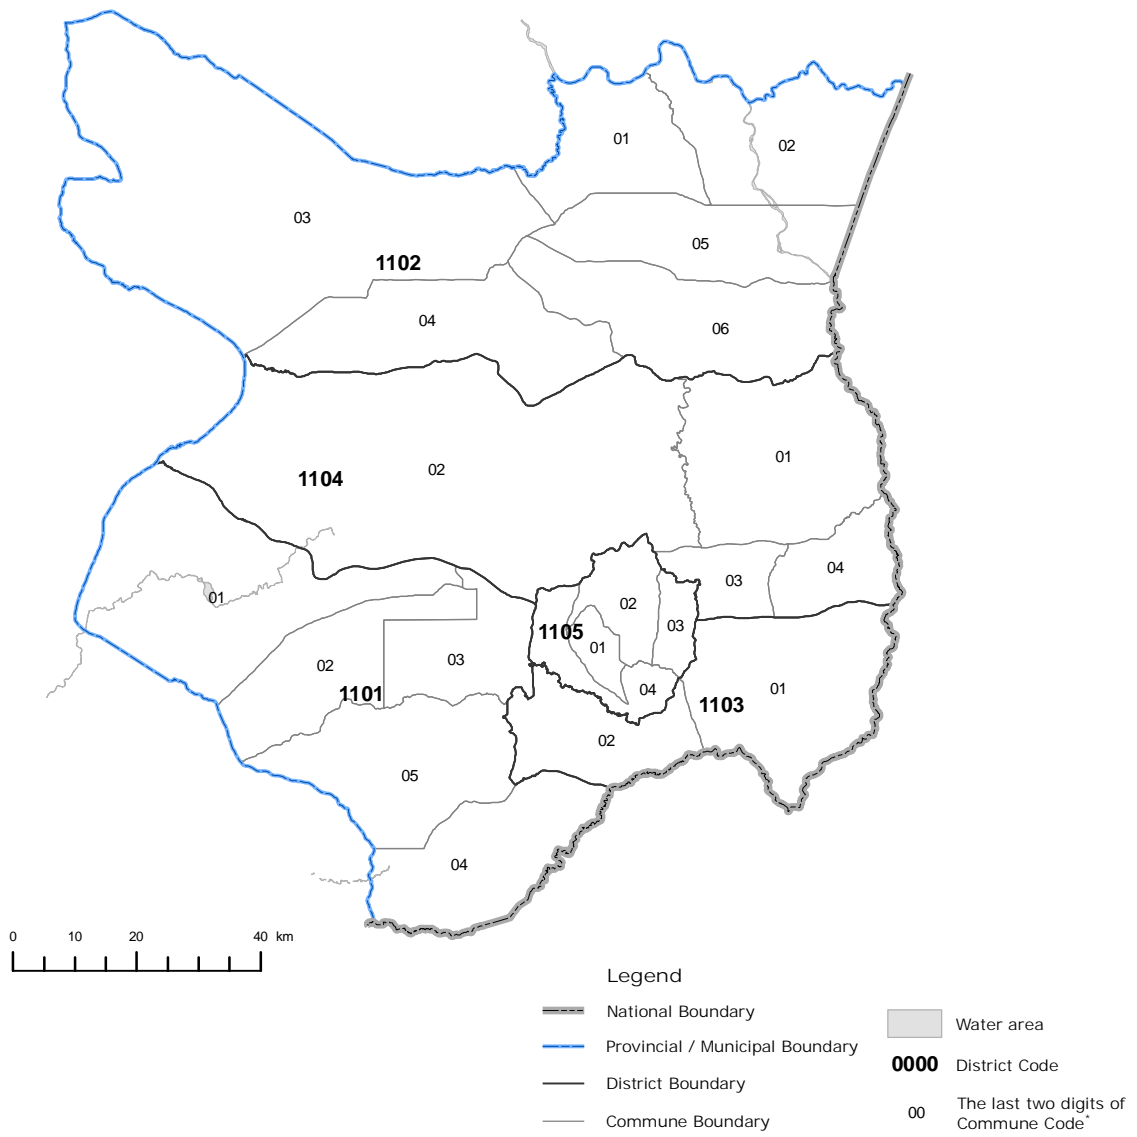 01
02
03
05
1102
04
06
01
02
1104
04
03
01
02
1105
03
01
02
03
04
01
1101
1103
02
05
04
0 10 20 40 km
Legend
National Boundary
Provincial / Municipal Boundary
District Boundary
Commune Boundary
Water area
0000 District Code
00 The last two digits of
Commune Code*